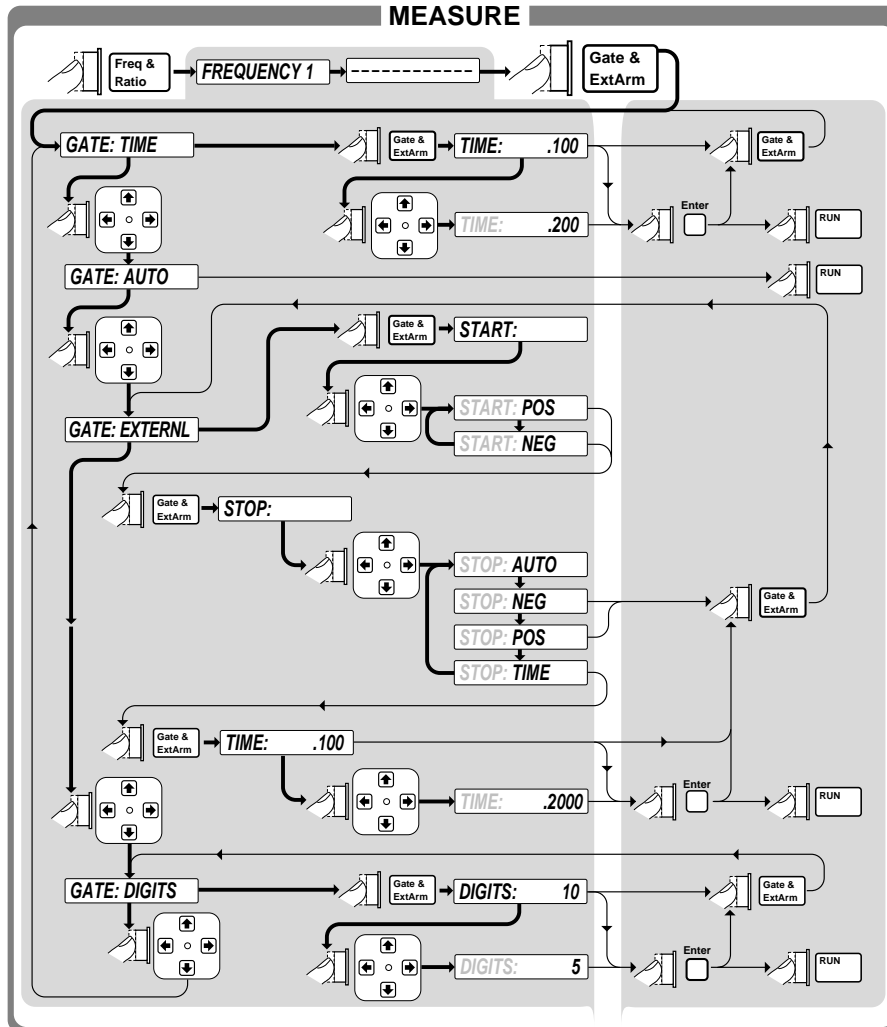 MEASURE
Freq &
Ratio
FREQUENCY 1
-------------
Gate &
ExtArm
GATE: TIME
Gate &
ExtArm
TIME: .100
Gate &
ExtArm
TIME: .200
Enter
RUN
GATE: AUTO
RUN
Gate &
ExtArm
START:
START: POS
GATE: EXTERNL
START: NEG
Gate &
ExtArm
STOP:
STOP: AUTO
STOP: NEG
Gate &
ExtArm
STOP: POS
STOP: TIME
Gate &
ExtArm
TIME: .100
TIME: .2000
Enter
RUN
GATE: DIGITS
Gate &
ExtArm
DIGITS: 10
Gate &
ExtArm
DIGITS: 5
Enter
RUN